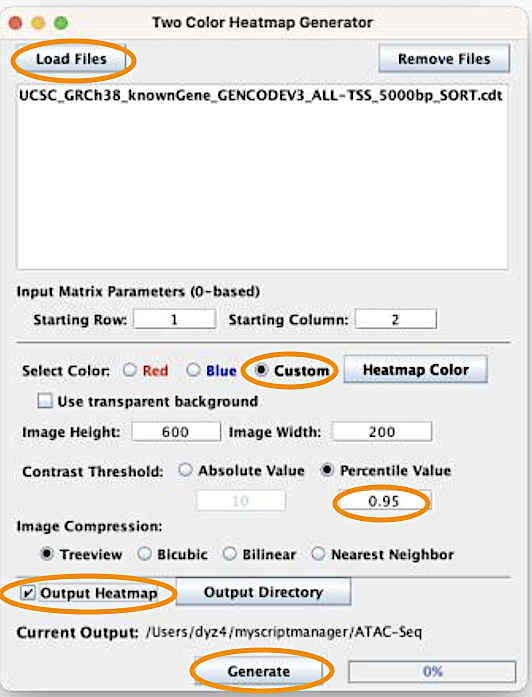 Two Color Heatmap Generator
Load Files Remove Files
UCSC_GRCh38_knownGene_GENCODEV3_ALL-TSS_5000bp_SORT.cdt
Input Matrix Parameters (0-based)
Starting Row: 1 Starting Column: 2
Select Color: Red Blue Custom Heatmap Color
Use transparent background
Image Height: 600 Image Width: 200
Contrast Threshold: Absolute Value Percentile Value
10 0.95
Image Compression:
Treeview Bicubic Bilinear Nearest Neighbor
Output Heatmap Output Directory
Current Output: /Users/dyz4/myscriptmanager/ATAC-Seq
Generate 0%